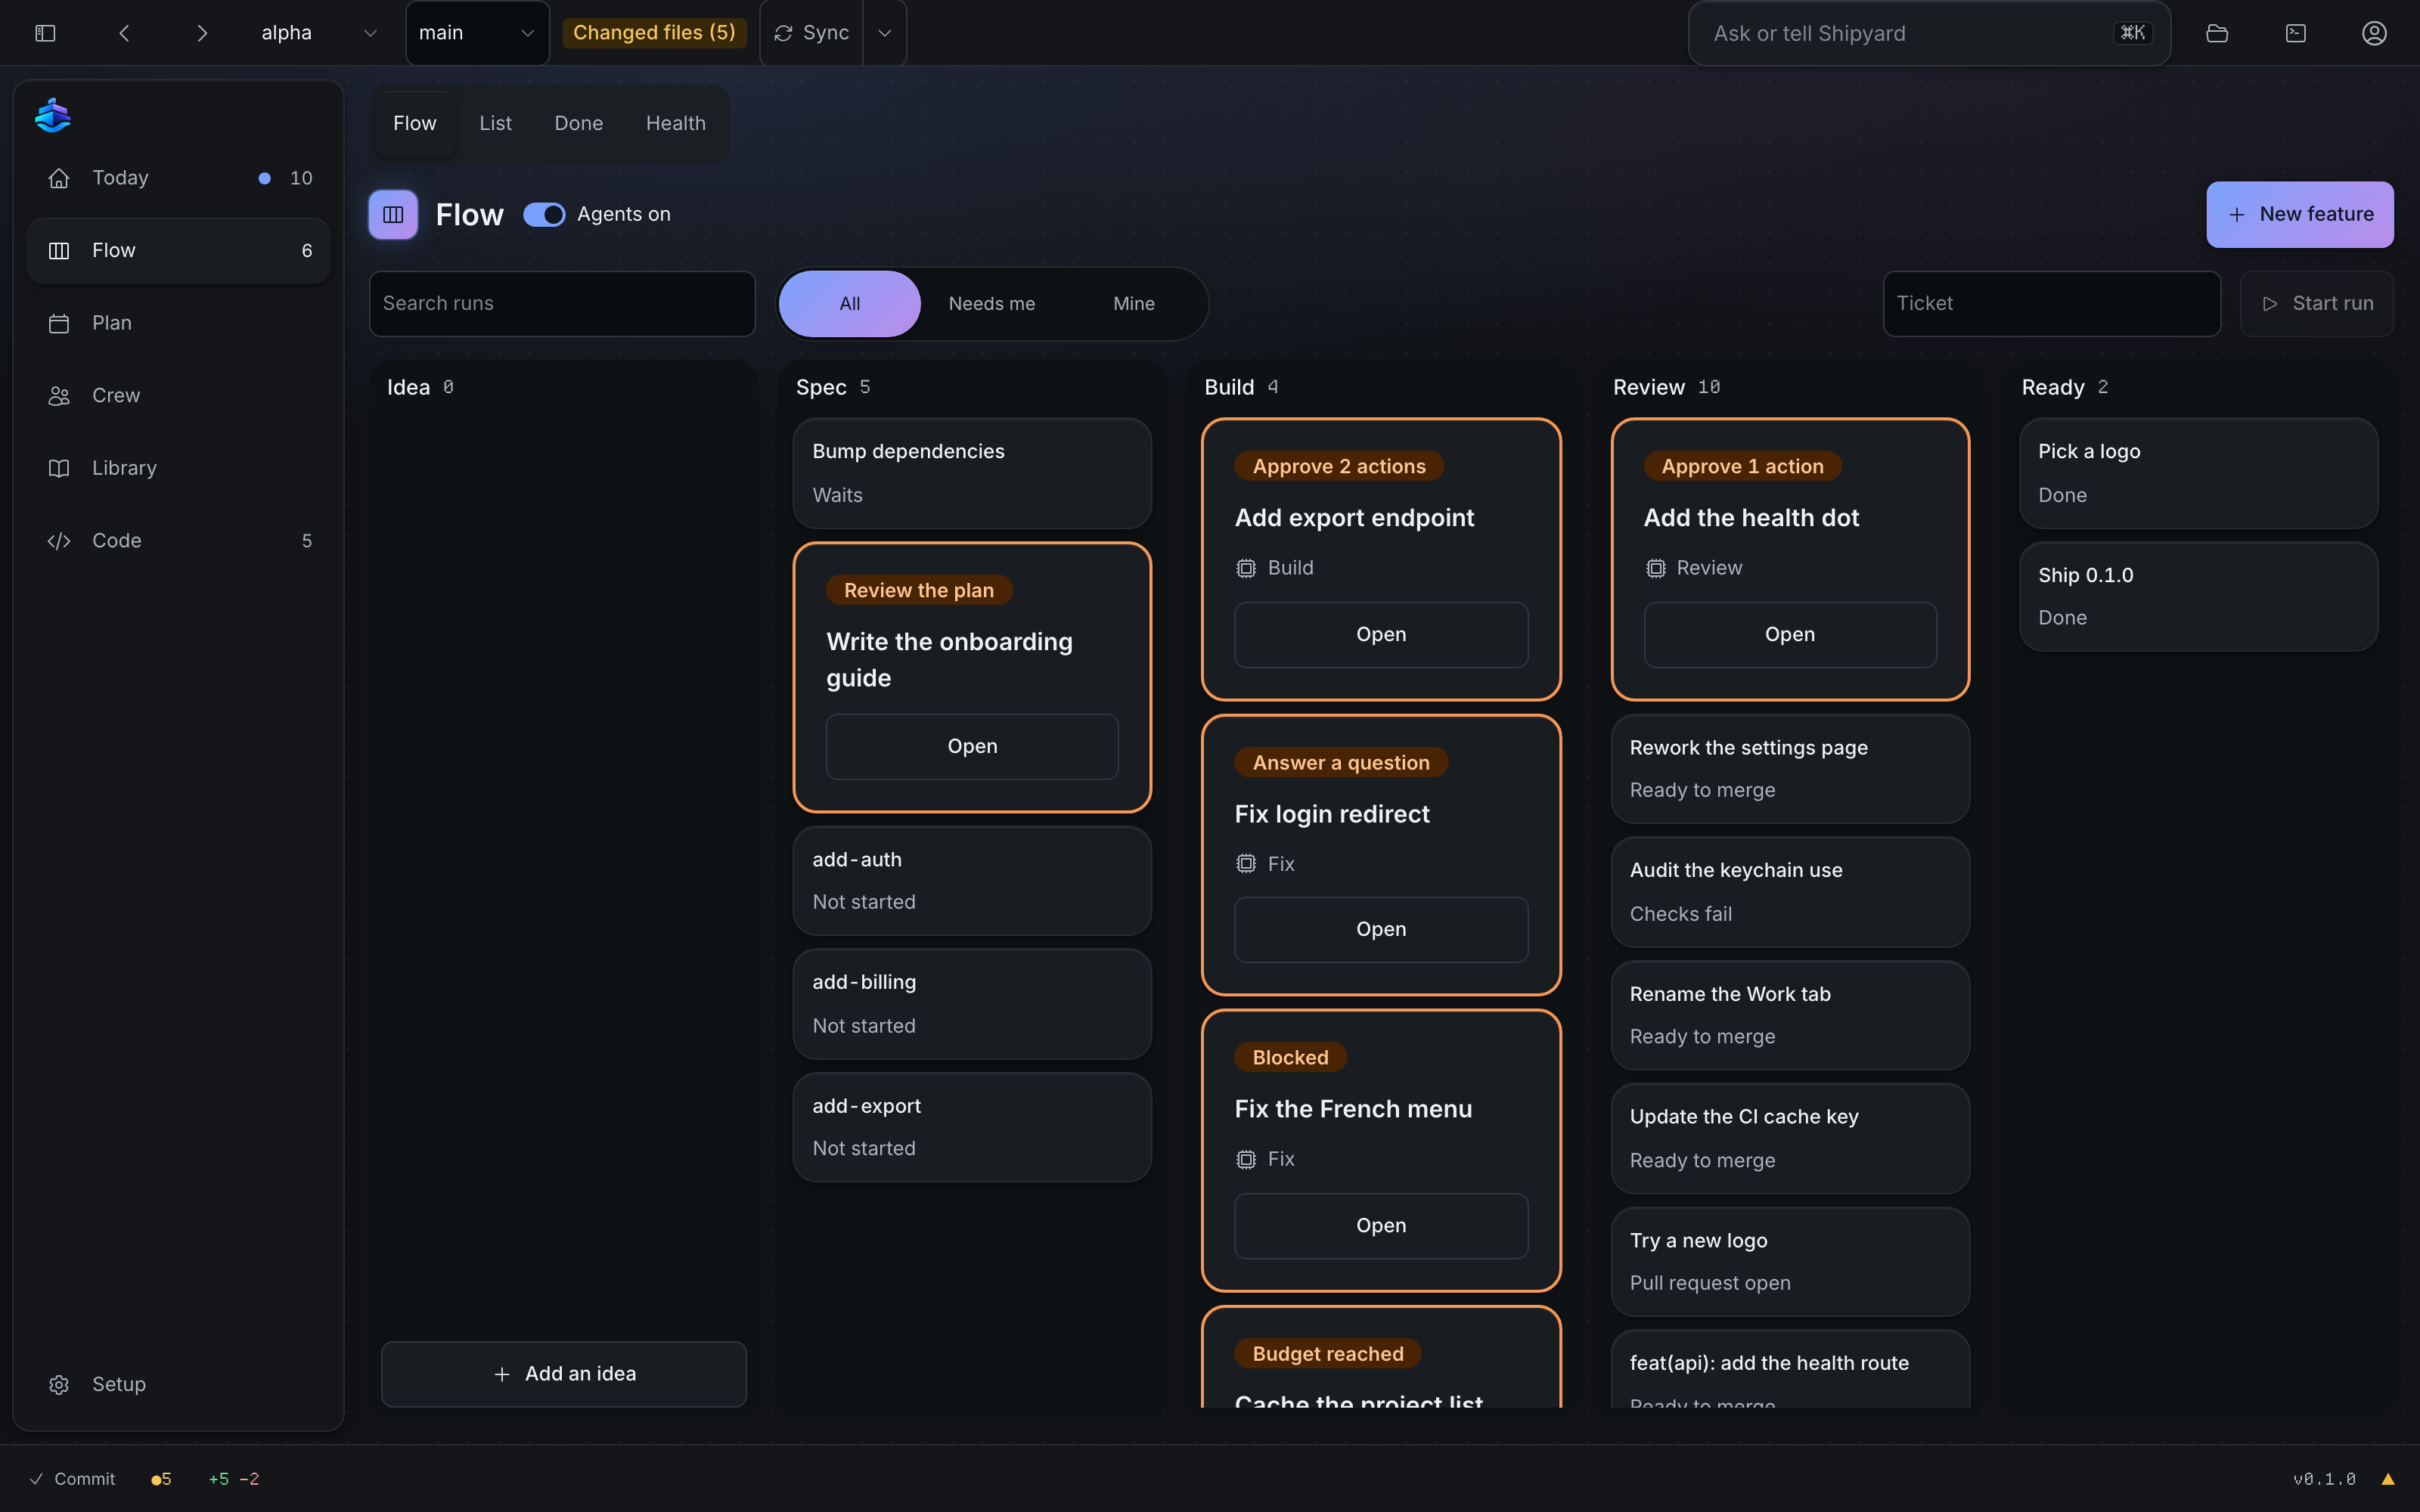 alpha
main
Changed files (5)
Sync
Ask or tell Shipyard
⌘K
Today 10
Flow 6
Plan
Crew
Library
Code 5
Setup
Flow List Done Health
Flow
Agents on
New feature
Search runs
All Needs me Mine
Ticket
Start run
Idea 0
Add an idea
Spec 5
Bump dependencies
Waits
Review the plan
Write the onboarding
guide
Open
add-auth
Not started
add-billing
Not started
add-export
Not started
Build 4
Approve 2 actions
Add export endpoint
Build
Open
Answer a question
Fix login redirect
Fix
Open
Blocked
Fix the French menu
Fix
Open
Budget reached
Cache the project list
Review 10
Approve 1 action
Add the health dot
Review
Open
Rework the settings page
Ready to merge
Audit the keychain use
Checks fail
Rename the Work tab
Ready to merge
Update the CI cache key
Ready to merge
Try a new logo
Pull request open
feat(api): add the health route
Ready to merge
Ready 2
Pick a logo
Done
Ship 0.1.0
Done
Commit
5
+5 -2
v0.1.0